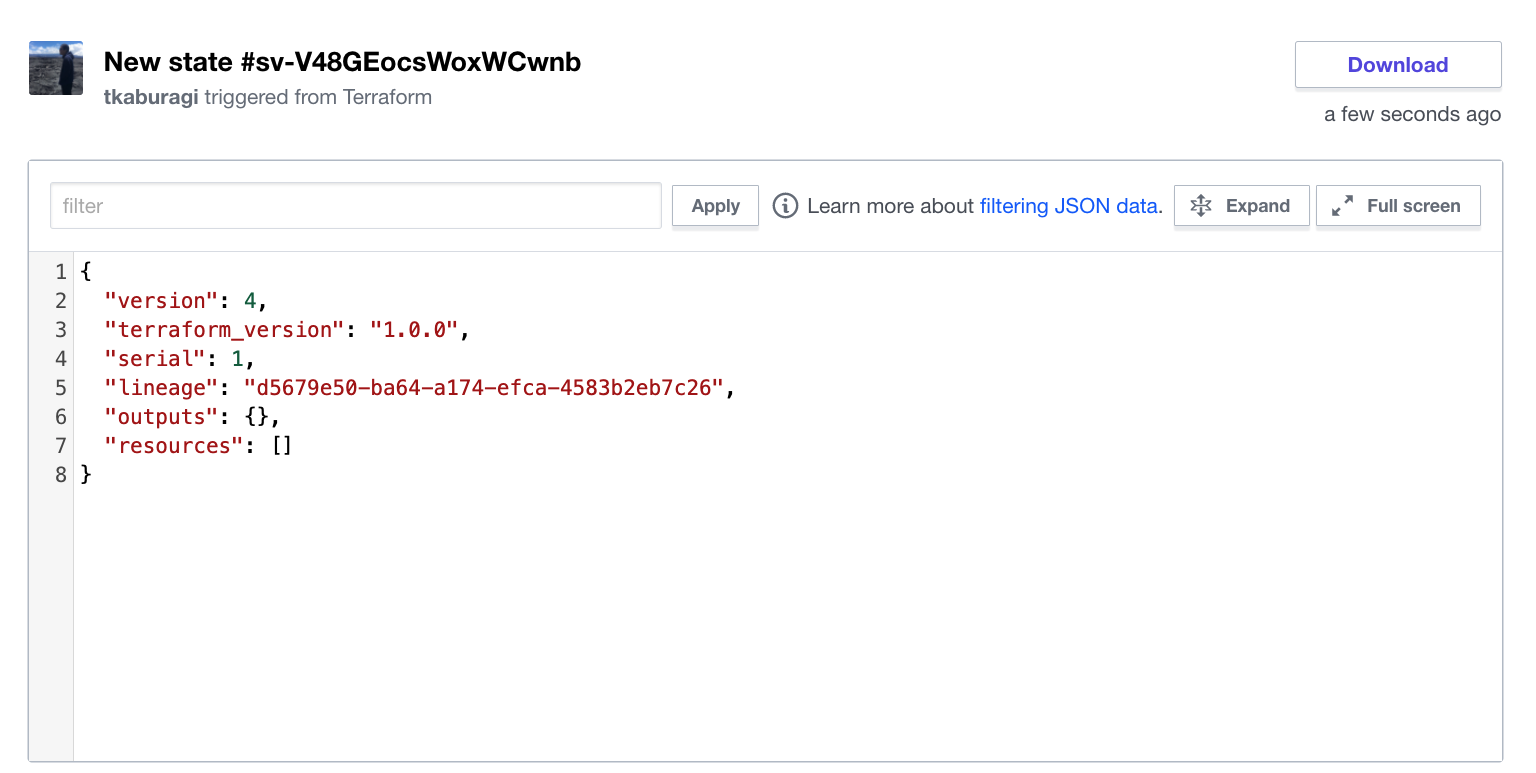 New state #sv-V48GEocsWoxWCwnb
tkaburagi triggered from Terraform
Download
a few seconds ago
filter
Apply
Learn more about filtering JSON data.
Expand
Full screen
1 {
2   "version": 4,
3   "terraform_version": "1.0.0",
4   "serial": 1,
5   "lineage": "d5679e50-ba64-a174-efca-4583b2eb7c26",
6   "outputs": {},
7   "resources": []
8 }